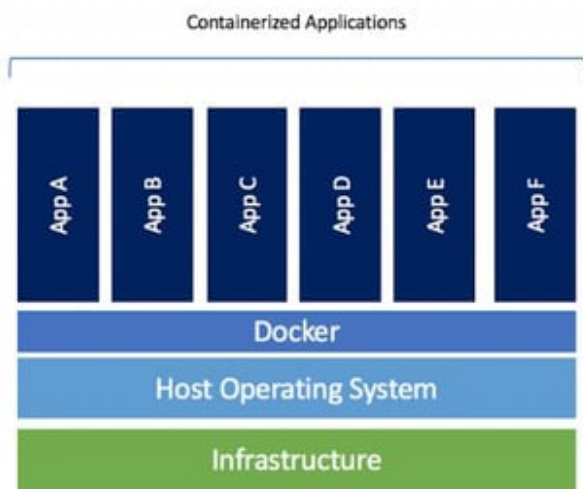 Containerized Applications
App A
App B
App C
App D
App E
App F
Docker
Host Operating System
Infrastructure